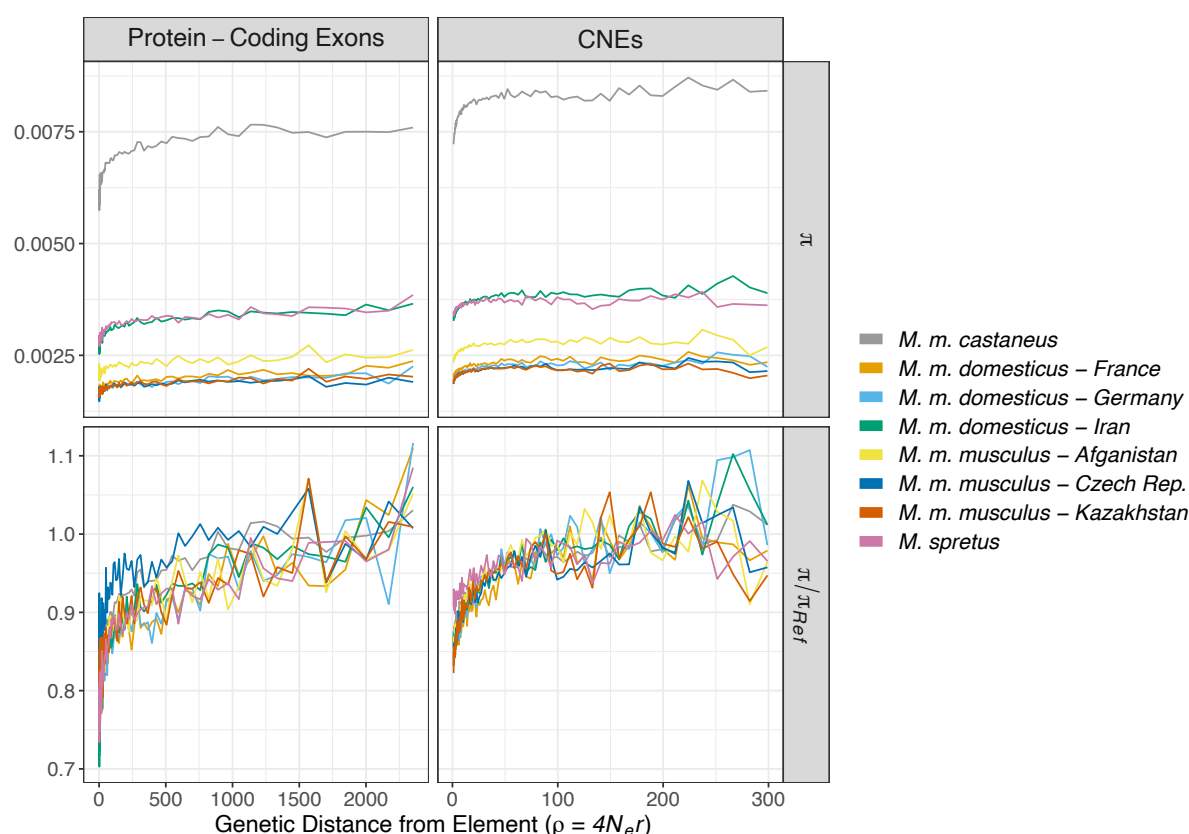 Protein – Coding Exons
CNEs
0.0075
0.0050
0.0025
π
1.1
1.0
0.9
0.8
0.7
π/πRef
0 500 1000 1500 2000
0 100 200 300
Genetic Distance from Element (ρ = 4Ner)
M. m. castaneus
M. m. domesticus – France
M. m. domesticus – Germany
M. m. domesticus – Iran
M. m. musculus – Afganistan
M. m. musculus – Czech Rep.
M. m. musculus – Kazakhstan
M. spretus